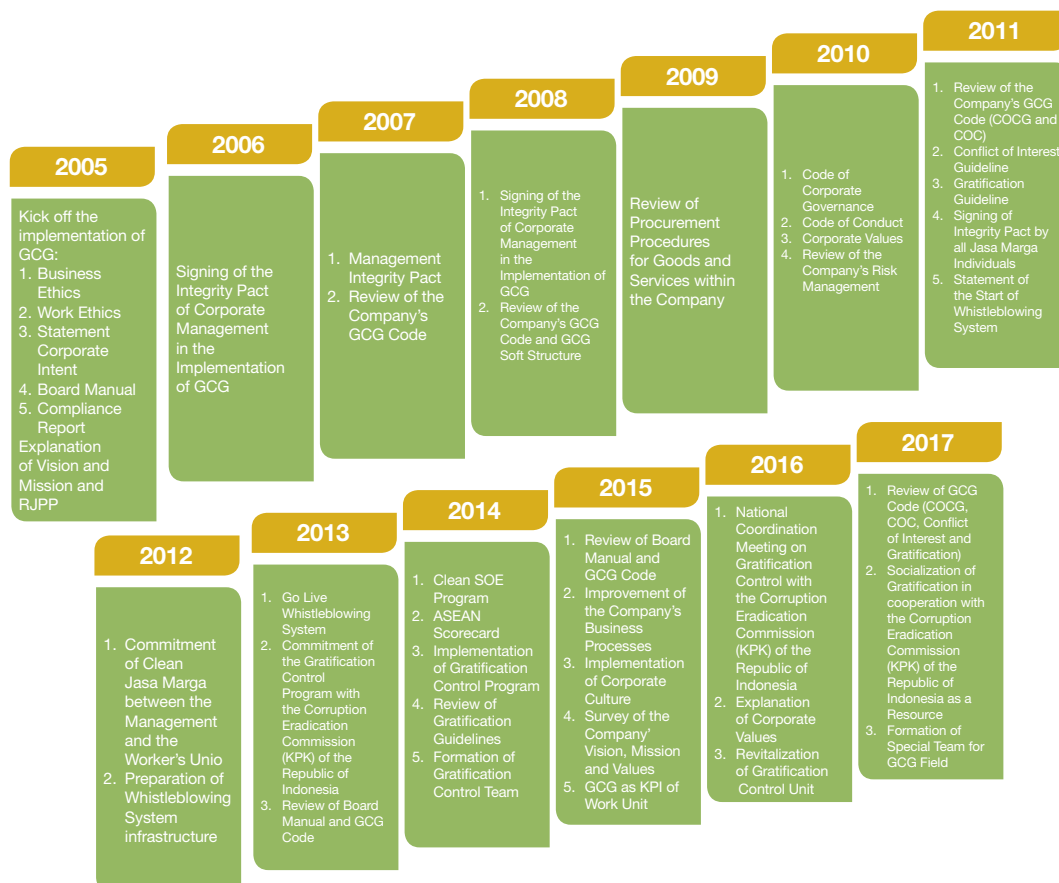 2005
Kick off the
implementation of
GCG:
1. Business
Ethics
2. Work Ethics
3. Statement
Corporate
Intent
4. Board Manual
5. Compliance
Report
Explanation
of Vision and
Mission and
RJPP
2006
Signing of the
Integrity Pact
of Corporate
Management
in the
Implementation
of GCG
2007
1. Management
Integrity Pact
2. Review of the
Company's
GCG Code
2008
1. Signing of the
Integrity Pact
of Corporate
Management
in the
Implementation of
GCG
2. Review of the
Company's GCG
Code and GCG
Soft Structure
2009
Review of
Procurement
Procedures
for Goods and
Services within
the Company
2010
1. Code of
Corporate
Governance
2. Code of Conduct
3. Corporate Values
4. Review of the
Company's Risk
Management
2011
1. Review of the
Company's GCG
Code (COCG and
COC)
2. Conflict of Interest
Guideline
3. Gratification
Guideline
4. Signing of
Integrity Pact by
all Jasa Marga
Individuals
5. Statement of
the Start of
Whistleblowing
System
2012
1. Commitment
of Clean
Jasa Marga
between the
Management
and the
Worker's Unio
2. Preparation of
Whistleblowing
System
infrastructure
2013
1. Go Live
Whistleblowing
System
2. Commitment of
the Gratification
Control
Program with
the Corruption
Eradication
Commission
(KPK) of the
Republic of
Indonesia
3. Review of Board
Manual and GCG
Code
2014
1. Clean SOE
Program
2. ASEAN
Scorecard
3. Implementation
of Gratification
Control Program
4. Review of
Gratification
Guidelines
5. Formation of
Gratification
Control Team
2015
1. Review of Board
Manual and
GCG Code
2. Improvement of
the Company's
Business
Processes
3. Implementation
of Corporate
Culture
4. Survey of the
Company'
Vision, Mission
and Values
5. GCG as KPI of
Work Unit
2016
1. National
Coordination
Meeting on
Gratification
Control with
the Corruption
Eradication
Commission
(KPK) of the
Republic of
Indonesia
2. Explanation
of Corporate
Values
3. Revitalization
of Gratification
Control Unit
2017
1. Review of GCG
Code (COCG,
COC, Conflict
of Interest and
Gratification)
2. Socialization of
Gratification in
cooperation with
the Corruption
Eradication
Commission
(KPK) of the
Republic of
Indonesia as a
Resource
3. Formation of
Special Team for
GCG Field